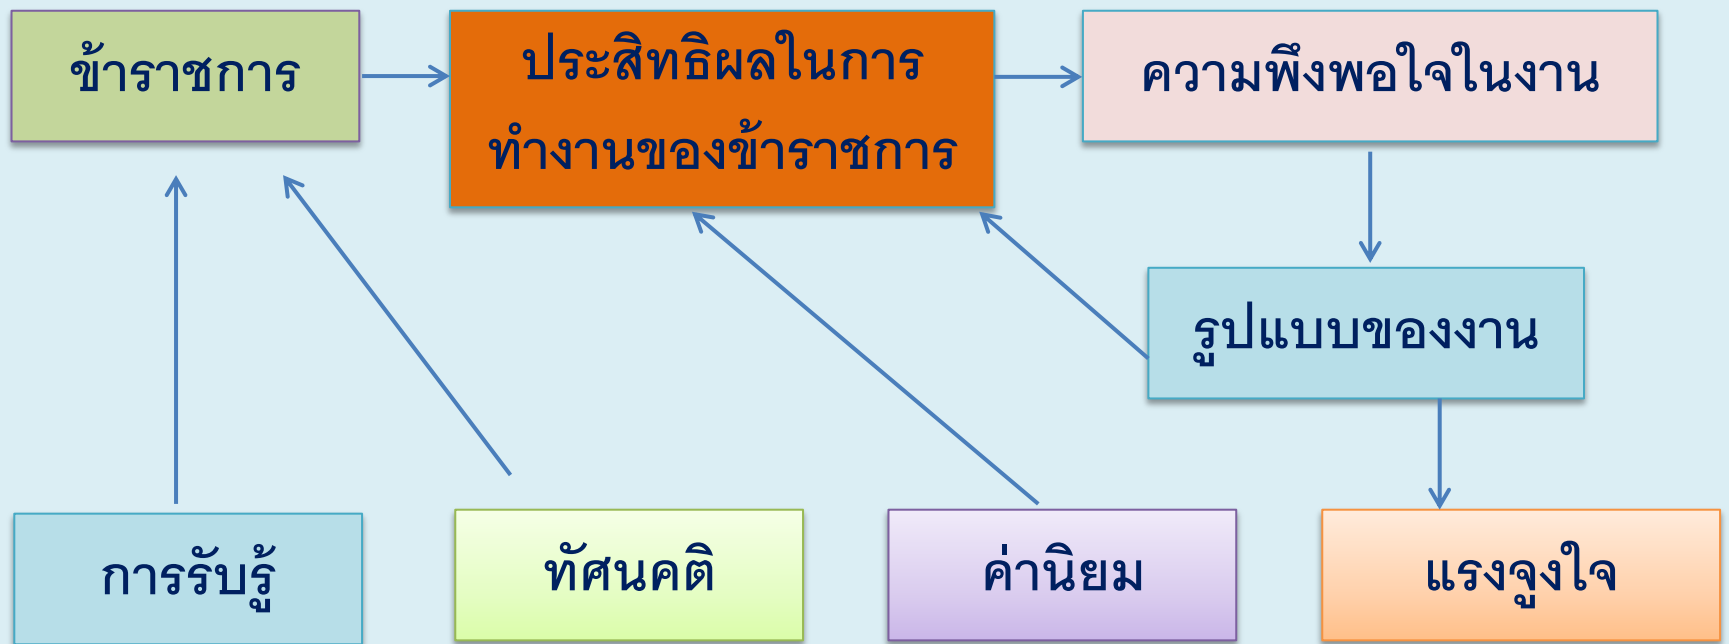 ข้าราชการ
ประสิทธิผลในการ
ทำงานของข้าราชการ
ความพึงพอใจในงาน
รูปแบบของงาน
การรับรู้
ทัศนคติ
ค่านิยม
แรงจูงใจ